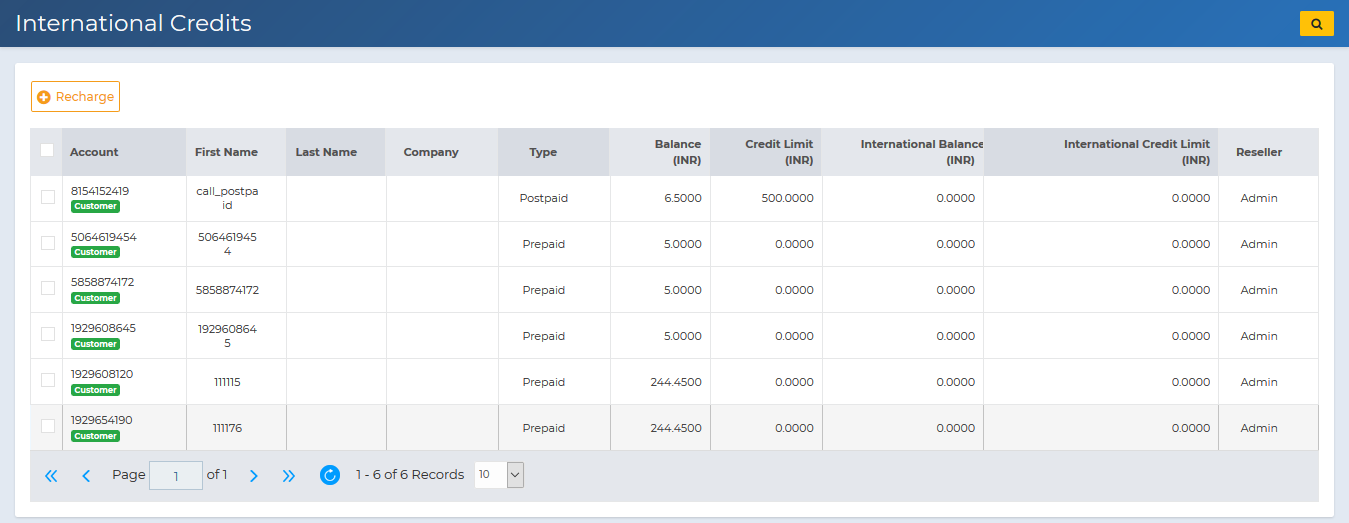 International Credits
Recharge
Account First Name Last Name Company Type Balance (INR) Credit Limit (INR) International Balance (INR) International Credit Limit (INR) Reseller
8154152419 Customer call_postpaid Postpaid 6.5000 500.0000 0.0000 0.0000 Admin
5064619454 Customer 5064619454 Prepaid 5.0000 0.0000 0.0000 0.0000 Admin
5858874172 Customer 5858874172 Prepaid 5.0000 0.0000 0.0000 0.0000 Admin
1929608645 Customer 1929608645 Prepaid 5.0000 0.0000 0.0000 0.0000 Admin
1929608120 Customer 111115 Prepaid 244.4500 0.0000 0.0000 0.0000 Admin
1929654190 Customer 111176 Prepaid 244.4500 0.0000 0.0000 0.0000 Admin
Page 1 of 1 1 - 6 of 6 Records 10